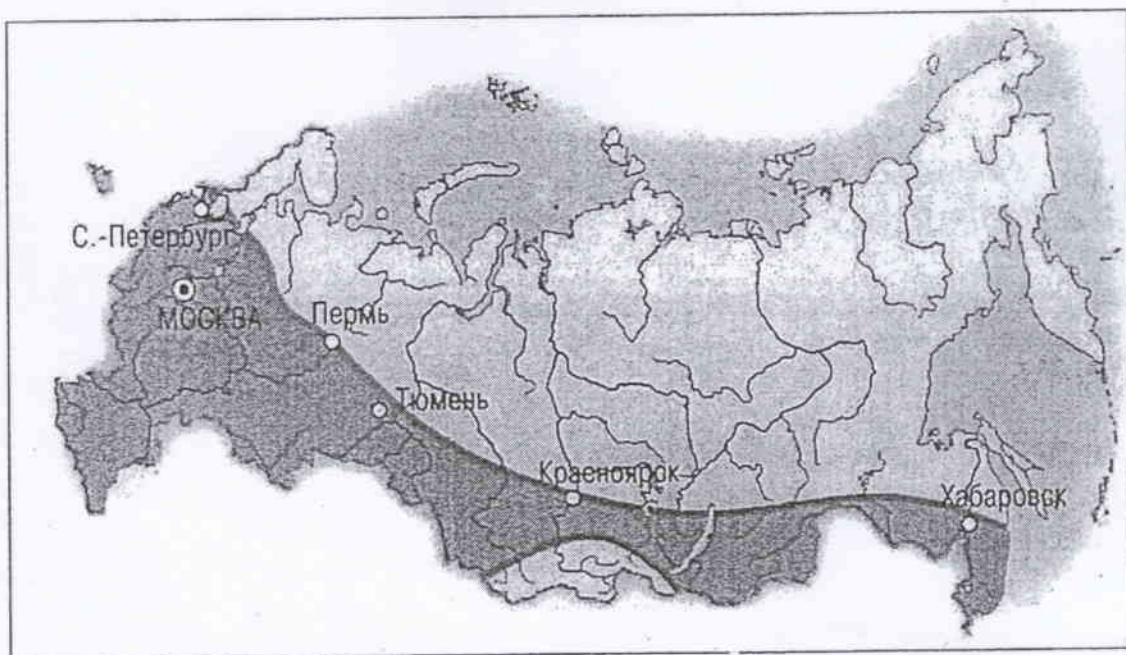 С.-Петербург
МОСКВА
Пермь
Тюмень
Красноярск
Хабаровск